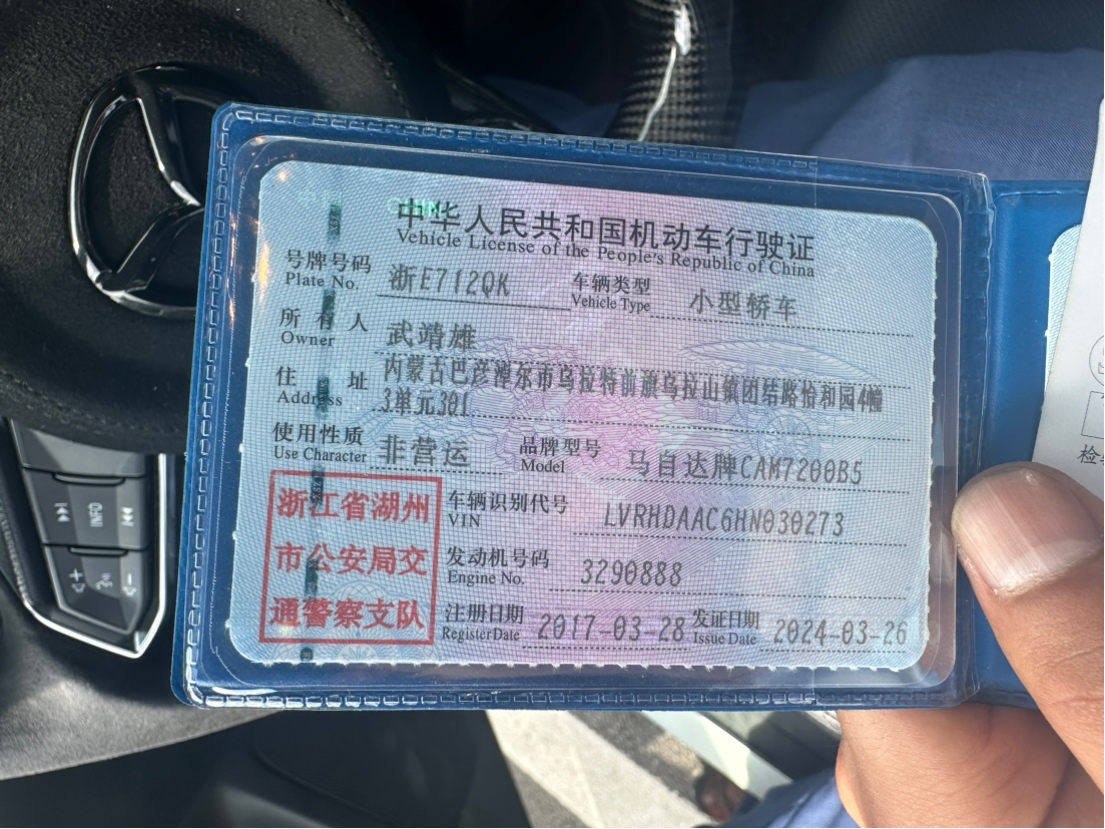 中华人民共和国机动车行驶证
Vehicle License of the People's Republic of China
号牌号码 浙E712QK 车辆类型 小型轿车
Plate No. Vehicle Type
所有人 武靖雄
Owner
住址 内蒙古巴彦淖尔市乌拉特前旗乌拉山镇团结路怡和园4幢
Address 3单元301
使用性质 非营运 品牌型号 马自达牌CAM7200B5
Use Character Model
浙江省湖州
市公安局交
通警察支队
车辆识别代号 LVRHDAAC6HN030273
VIN
发动机号码 3290888
Engine No.
注册日期 2017-03-28 发证日期 2024-03-26
Register Date Issue Date
检